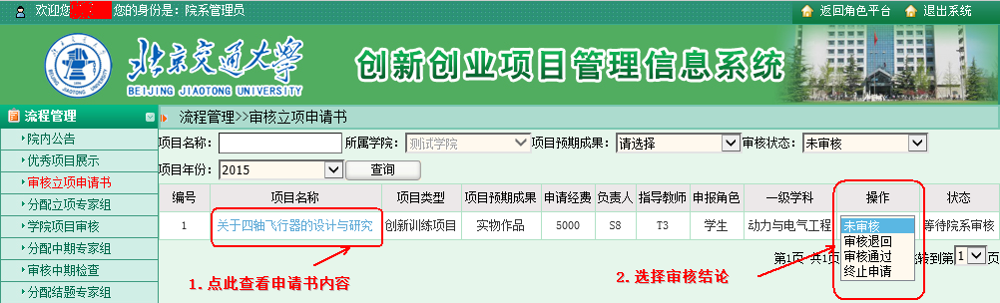 欢迎您 您的身份是：院系管理员
返回角色平台 退出系统
北京交通大学
BEIJING JIAOTONG UNIVERSITY
创新创业项目管理信息系统
流程管理
院内公告
优秀项目展示
审核立项申请书
分配立项专家组
学院项目审核
分配中期专家组
审核中期检查
分配结题专家组
流程管理>>审核立项申请书
项目名称： 所属学院：测试学院 项目预期成果：请选择 审核状态：未审核
项目年份：2015 查询
编号 项目名称 项目类型 项目预期成果 申请经费 负责人 指导教师 申报角色 一级学科 操作 状态
1 关于四轴飞行器的设计与研究 创新训练项目 实物作品 5000 S8 T3 学生 动力与电气工程 等待院系审核
未审核
审核退回
审核通过
终止申请
第1页 共1页 转到第1页
1.点此查看申请书内容
2.选择审核结论